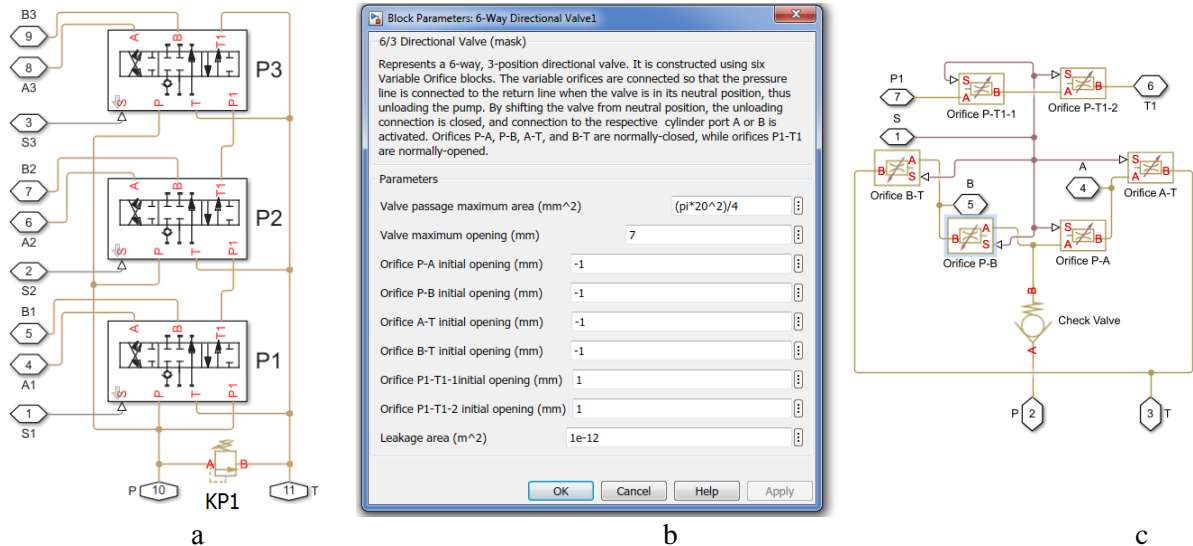 B3
9
8
A3
A
B
T1
P3
S
P
T
P1
3
S3
B2
7
6
A2
A
B
T1
P2
S
P
T
P1
2
S2
B1
5
4
A1
A
B
T1
P1
S
P
T
P1
1
S1
A
B
P
10
KP1
11
T
a
Block Parameters: 6-Way Directional Valve1
6/3 Directional Valve (mask)
Represents a 6-way, 3-position directional valve. It is constructed using six
Variable Orifice blocks. The variable orifices are connected so that the pressure
line is connected to the return line when the valve is in its neutral position, thus
unloading the pump. By shifting the valve from neutral position, the unloading
connection is closed, and connection to the respective cylinder port A or B is
activated. Orifices P-A, P-B, A-T, and B-T are normally-closed, while orifices P1-T1
are normally-opened.
Parameters
Valve passage maximum area (mm^2)
(pi*20^2)/4
Valve maximum opening (mm)
7
Orifice P-A initial opening (mm)
-1
Orifice P-B initial opening (mm)
-1
Orifice A-T initial opening (mm)
-1
Orifice B-T initial opening (mm)
-1
Orifice P1-T1-1initial opening (mm)
1
Orifice P1-T1-2 initial opening (mm)
1
Leakage area (m^2)
1e-12
OK
Cancel
Help
Apply
b
P1
7
S
A
B
Orifice P-T1-1
S
A
B
Orifice P-T1-2
6
T1
S
1
B
A
S
Orifice B-T
B
5
A
4
S
A
B
Orifice A-T
B
A
S
Orifice P-B
S
A
B
Orifice P-A
B
Check Valve
A
P
2
3
T
c